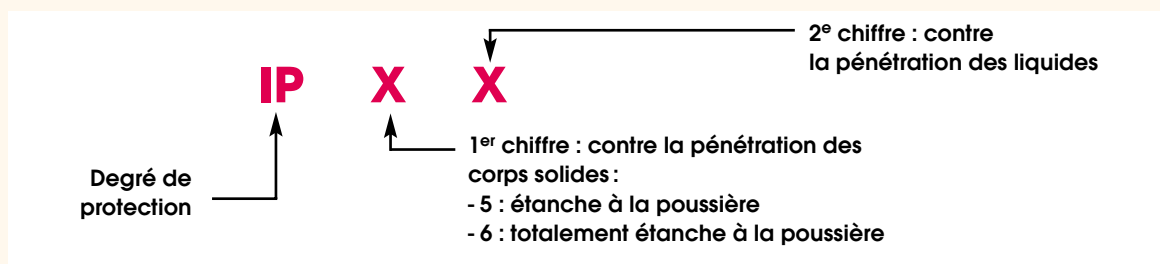 2e chiffre : contre
la pénétration des liquides
IP X X
1er chiffre : contre la pénétration des
corps solides :
- 5 : étanche à la poussière
- 6 : totalement étanche à la poussière
Degré de
protection